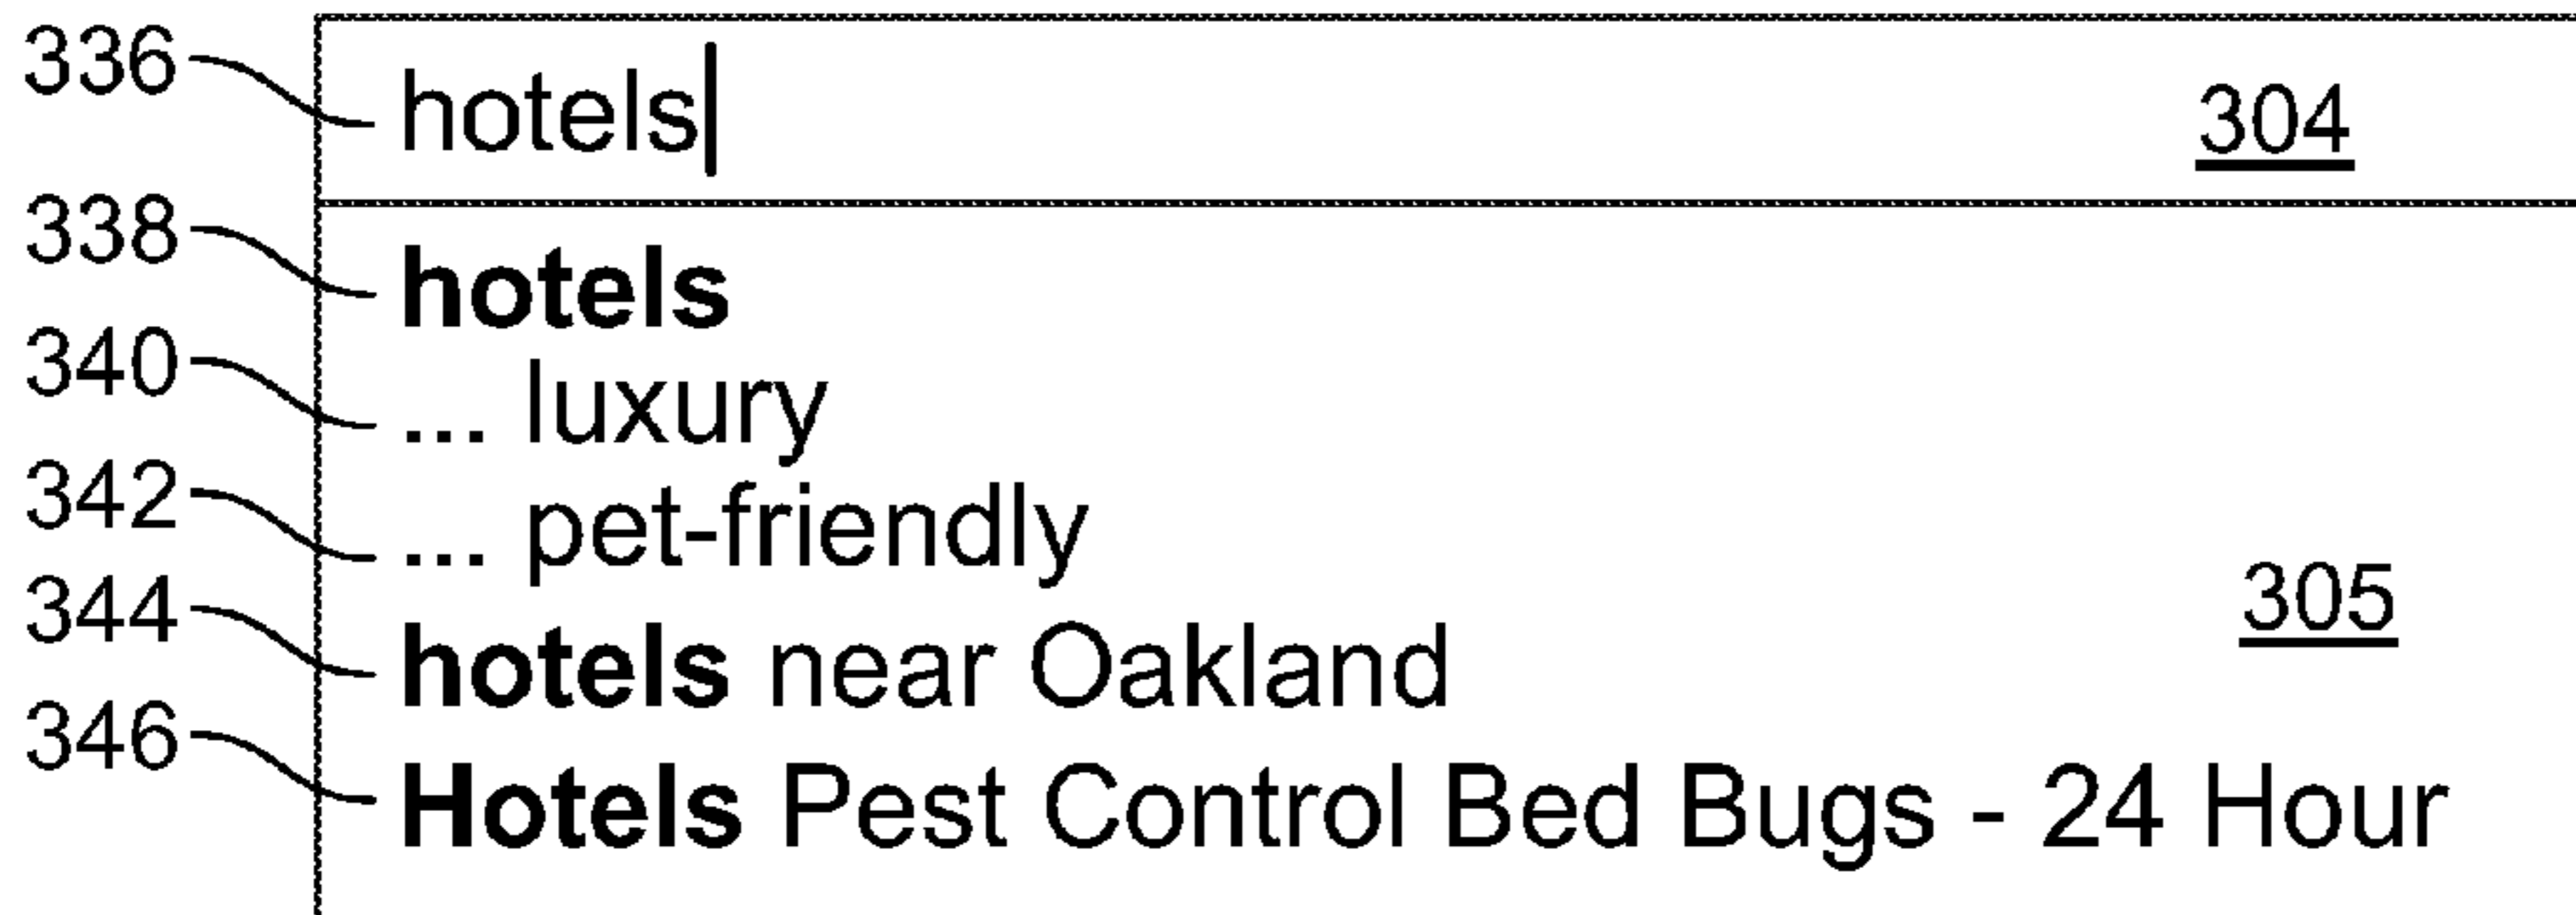 336 hotels 304
338 hotels
340 ... luxury
342 ... pet-friendly
305
344 hotels near Oakland
346 Hotels Pest Control Bed Bugs - 24 Hour